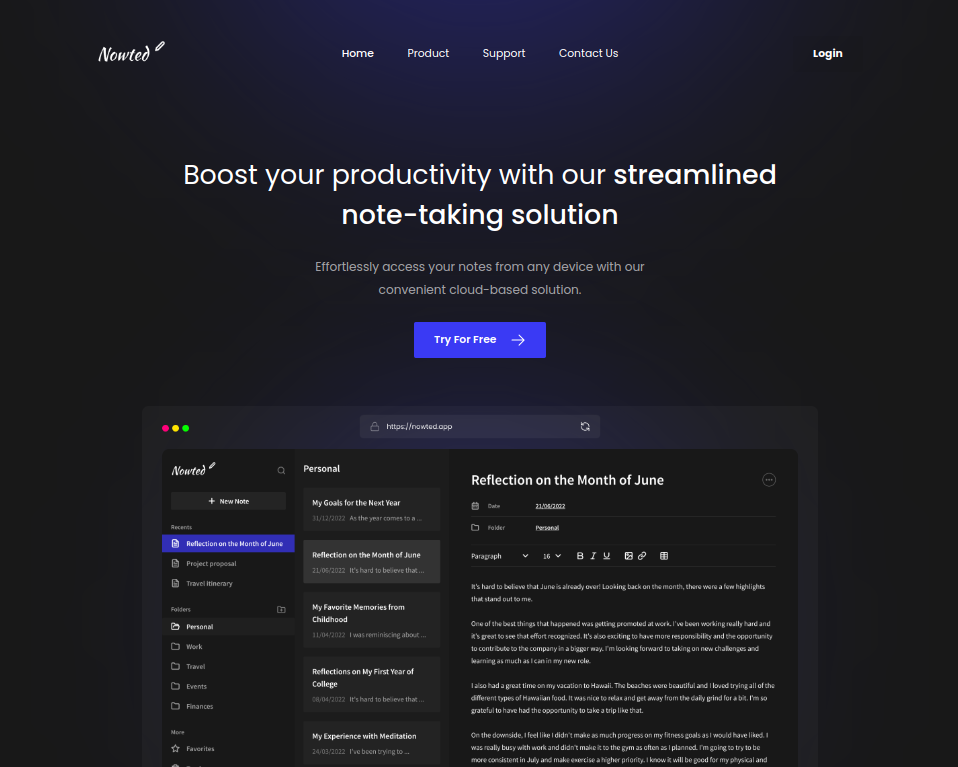 Nowted
Home Product Support Contact Us
Login
Boost your productivity with our streamlined
note-taking solution
Effortlessly access your notes from any device with our
convenient cloud-based solution.
Try For Free
https://nowted.app
Nowted
New Note
Recents
Reflection on the Month of June
Project proposal
Travel itinerary
Folders
Personal
Work
Travel
Events
Finances
More
Favorites
Personal
My Goals for the Next Year
31/12/2022 As the year comes to a ...
Reflection on the Month of June
21/06/2022 It's hard to believe that ...
My Favorite Memories from
Childhood
11/04/2022 I was reminiscing about ...
Reflections on My First Year of
College
08/04/2022 It's hard to believe that ...
My Experience with Meditation
24/03/2022 I've been trying to ...
Reflection on the Month of June
Date 21/06/2022
Folder Personal
Paragraph 16 B I U
It's hard to believe that June is already over! Looking back on the month, there were a few highlights
that stand out to me.
One of the best things that happened was getting promoted at work. I've been working really hard and
it's great to see that effort recognized. It's also exciting to have more responsibility and the opportunity
to contribute to the company in a bigger way. I'm looking forward to taking on new challenges and
learning as much as I can in my new role.
I also had a great time on my vacation to Hawaii. The beaches were beautiful and I loved trying all of the
different types of Hawaiian food. It was nice to relax and get away from the daily grind for a bit. I'm so
grateful to have had the opportunity to take a trip like that.
On the downside, I feel like I didn't make as much progress on my fitness goals as I would have liked. I
was really busy with work and didn't make it to the gym as often as I planned. I'm going to try to be
more consistent in July and make exercise a higher priority. I know it will be good for my physical and